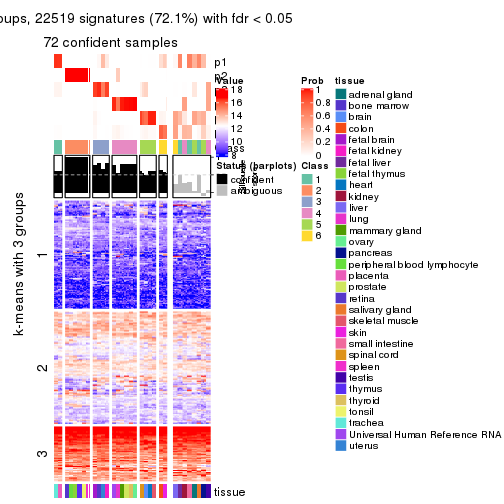 oups, 22519 signatures (72.1%) with fdr < 0.05
72 confident samples
p1
p2
Value
18
16
14
12
10
8
Status (barplots)
confident
ambiguous
Prob
1
0.8
0.6
0.4
0.2
0
Class
1
2
3
4
5
6
tissue
adrenal gland
bone marrow
brain
colon
fetal brain
fetal kidney
fetal liver
fetal thymus
heart
kidney
liver
lung
mammary gland
ovary
pancreas
peripheral blood lymphocyte
placenta
prostate
retina
salivary gland
skeletal muscle
skin
small intestine
spinal cord
spleen
testis
thymus
thyroid
tonsil
trachea
Universal Human Reference RNA
uterus
k-means with 3 groups
1
2
3
tissue